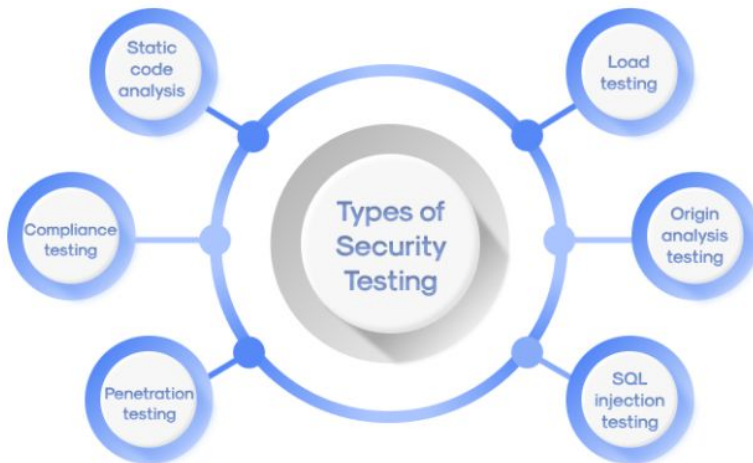 Static
code
analysis
Load
testing
Types of
Security
Testing
Compliance
testing
Origin
analysis
testing
Penetration
testing
SQL
injection
testing